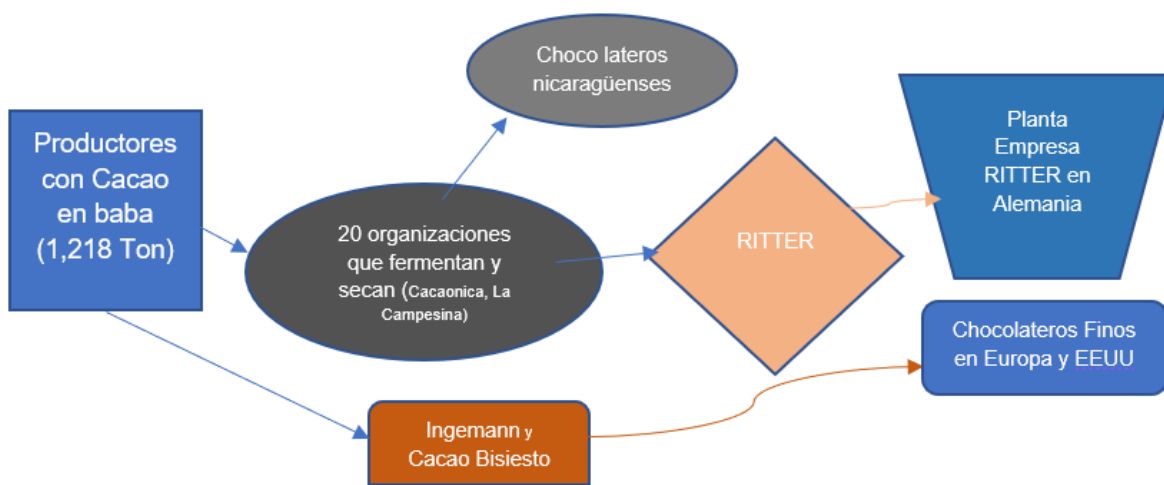 Choco lateros
nicaragüenses
Productores
con Cacao
en baba
(1,218 Ton)
20 organizaciones
que fermentan y
secan (Cacaonica, La
Campesina)
RITTER
Planta
Empresa
RITTER en
Alemania
Chocolateros Finos
en Europa y EEUU
Ingemann y
Cacao Bisiesto